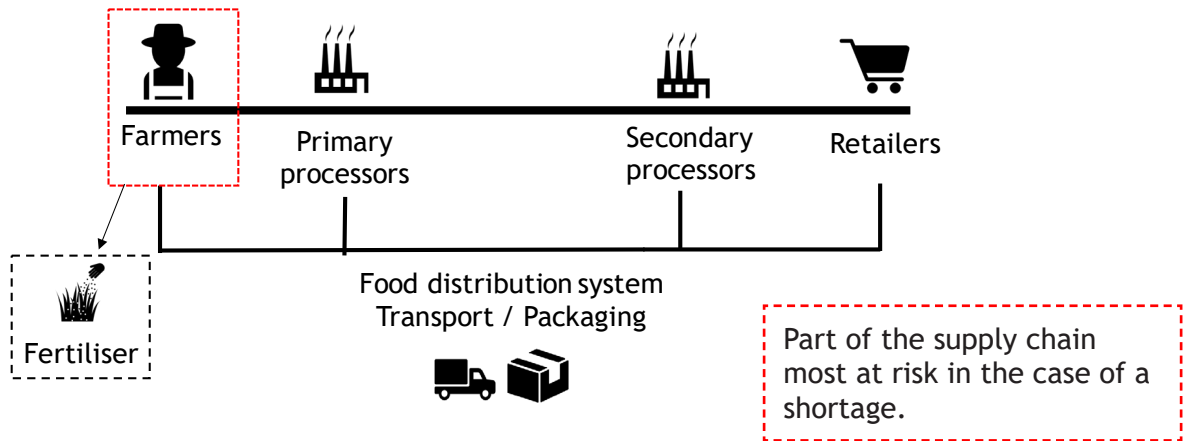 Farmers
Primary
processors
Secondary
processors
Retailers
Food distribution system
Transport / Packaging
Fertiliser
Part of the supply chain
most at risk in the case of a
shortage.